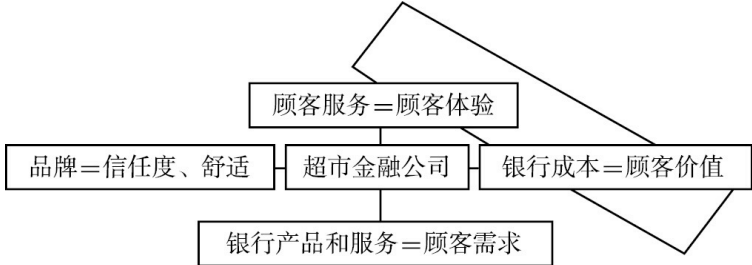 顾客服务＝顾客体验
品牌＝信任度、舒适
超市金融公司
银行成本＝顾客价值
银行产品和服务＝顾客需求